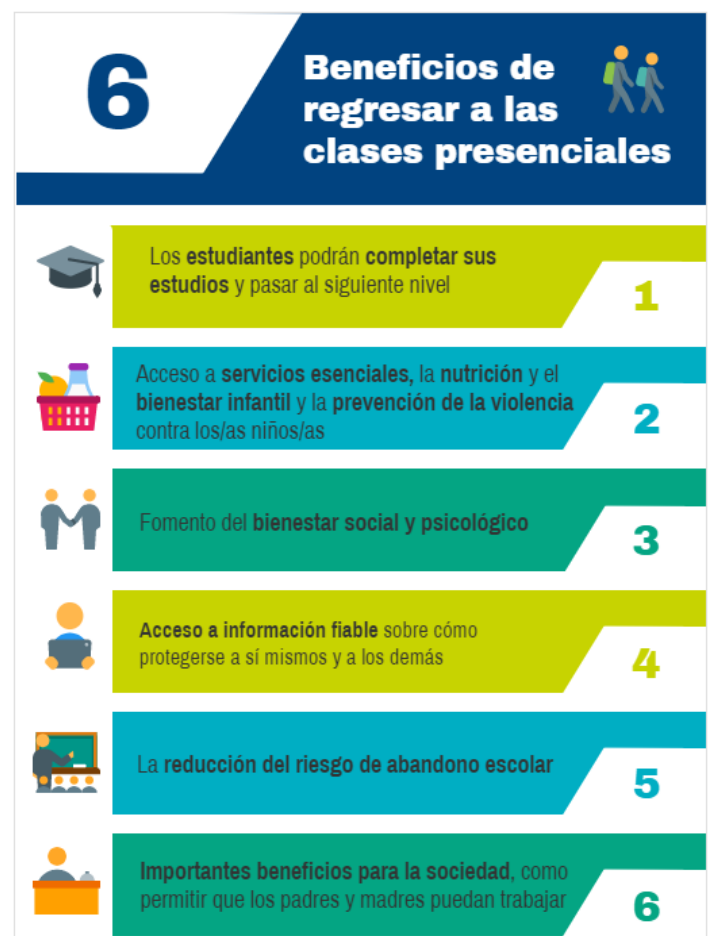 6
Beneficios de
regresar a las
clases presenciales
Los estudiantes podrán completar sus
estudios y pasar al siguiente nivel
1
Acceso a servicios esenciales, la nutrición y el
bienestar infantil y la prevención de la violencia
contra los/as niños/as
2
Fomento del bienestar social y psicológico
3
Acceso a información fiable sobre cómo
protegerse a sí mismos y a los demás
4
La reducción del riesgo de abandono escolar
5
Importantes beneficios para la sociedad, como
permitir que los padres y madres puedan trabajar
6